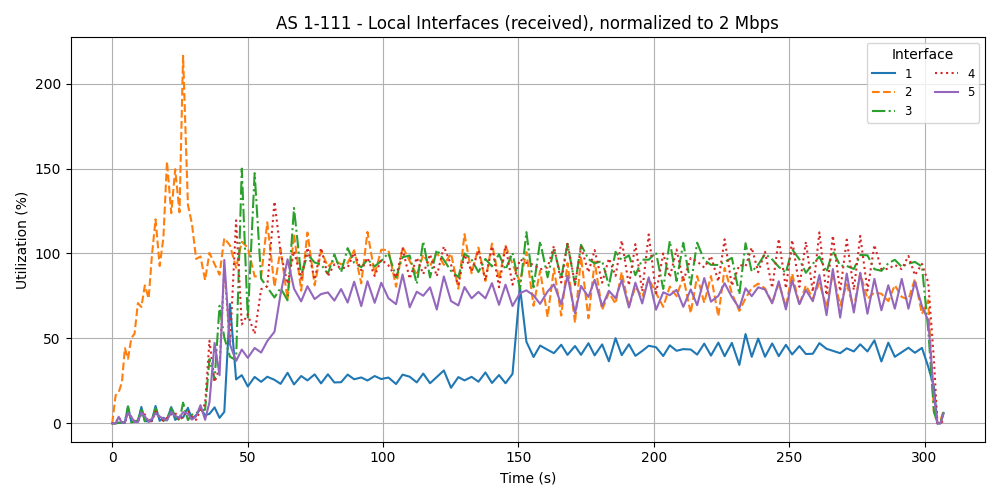 AS 1-111 - Local Interfaces (received), normalized to 2 Mbps
Utilization (%)
200
150
100
50
0
0 50 100 150 200 250 300
Time (s)
Interface
1 4
2 5
3